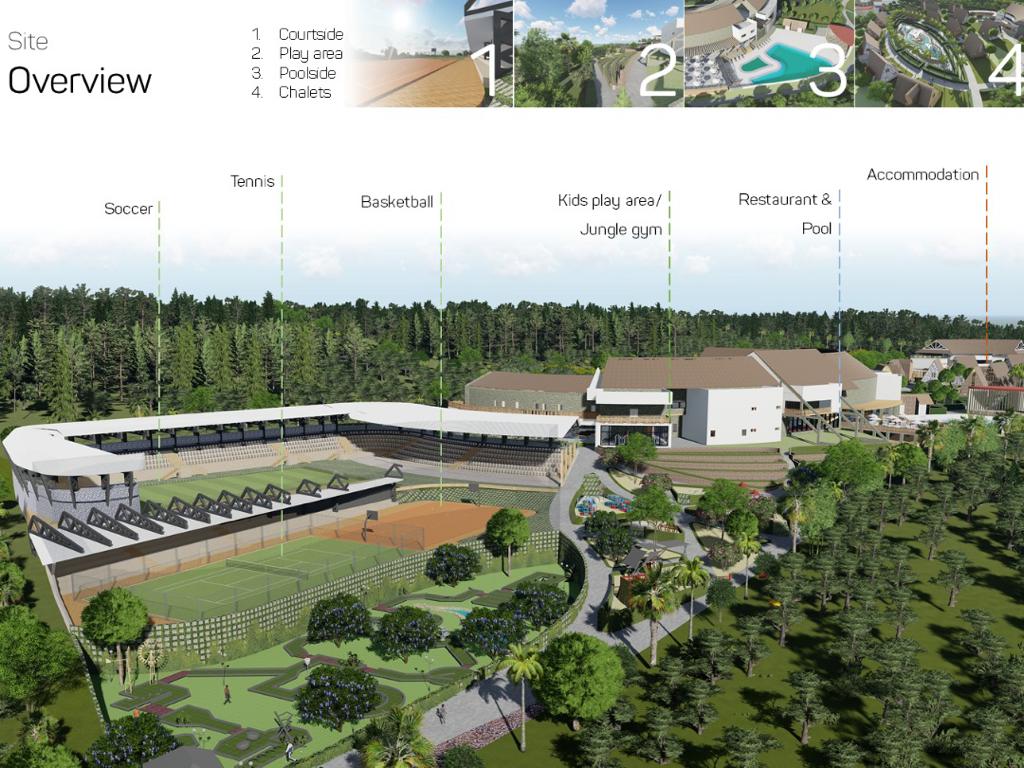 Site
Overview
1. Courtside
2. Play area
3. Poolside
4. Chalets
1
2
3
4
Soccer
Tennis
Basketball
Kids play area/
Jungle gym
Restaurant &
Pool
Accommodation